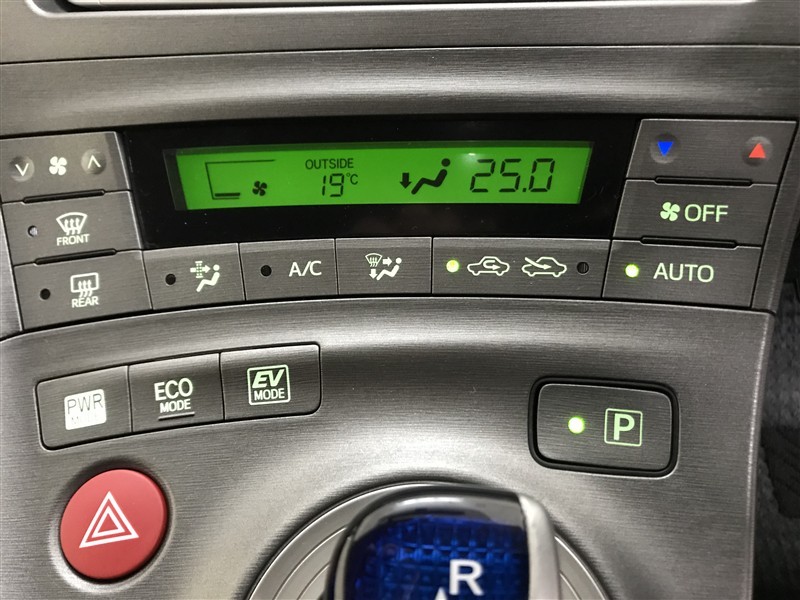 OUTSIDE
19°C
25.0
FRONT
OFF
REAR
A/C
AUTO
PWR
ECO
MODE
EV
MODE
P
R